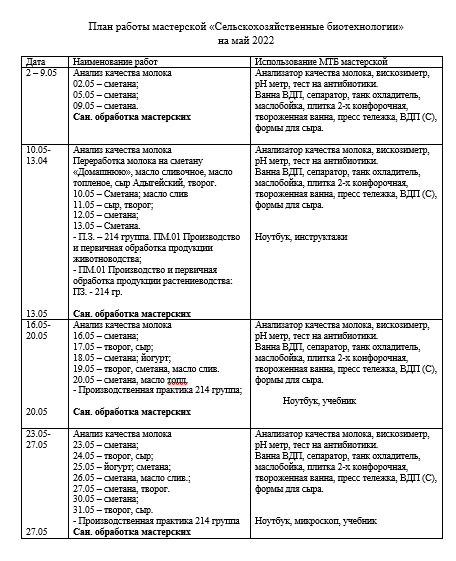 План работы мастерской «Сельскохозяйственные биотехнологии»
на май 2022
Дата
Наименование работ
Использование МТБ мастерской
2 – 9.05
Анализ качества молока
02.05 – сметана;
05.05 – сметана;
09.05 – сметана.
Сан. обработка мастерских
Анализатор качества молока, вискозиметр,
pH метр, тест на антибиотики.
Ванна ВДП, сепаратор, танк охладитель,
маслобойка, плитка 2-х конфорочная,
твороженная ванна, пресс тележка, ВДП (С),
формы для сыра.
10.05-
13.04
Анализ качества молока
Переработка молока на сметану
«Домашнюю», масло сливочное, масло
топленое, сыр Адыгейский, творог.
10.05 – Сметана; масло слив
11.05 – сыр, творог;
12.05 – сметана;
13.05 – Сметана.
- П.З. – 214 группа. ПМ.01 Производство
и первичная обработка продукции
животноводства;
- ПМ.01 Производство и первичная
обработка продукции растениеводства:
ПЗ. - 214 гр.
13.05
Сан. обработка мастерских
Анализатор качества молока, вискозиметр,
pH метр, тест на антибиотики.
Ванна ВДП, сепаратор, танк охладитель,
маслобойка, плитка 2-х конфорочная,
твороженная ванна, пресс тележка, ВДП (С),
формы для сыра.
Ноутбук, инструктажи
16.05-
20.05
Анализ качества молока
16.05 – сметана;
17.05 – творог, сыр;
18.05 – сметана; йогурт;
19.05 – творог, сметана, масло слив.
20.05 – сметана, масло топл.
- Производственная практика 214 группа;
20.05
Сан. обработка мастерских
Анализатор качества молока, вискозиметр,
pH метр, тест на антибиотики.
Ванна ВДП, сепаратор, танк охладитель,
маслобойка, плитка 2-х конфорочная,
твороженная ванна, пресс тележка, ВДП (С),
формы для сыра.
Ноутбук, учебник
23.05-
27.05
Анализ качества молока
23.05 – сметана;
24.05 – творог, сыр;
25.05 – йогурт; сметана;
26.05 – сметана, масло слив.;
27.05 – сметана, творог.
30.05 – сметана;
31.05 – творог, сыр.
- Производственная практика 214 группа
27.05
Сан. обработка мастерских
Анализатор качества молока, вискозиметр,
pH метр, тест на антибиотики.
Ванна ВДП, сепаратор, танк охладитель,
маслобойка, плитка 2-х конфорочная,
твороженная ванна, пресс тележка, ВДП (С),
формы для сыра.
Ноутбук, микроскоп, учебник